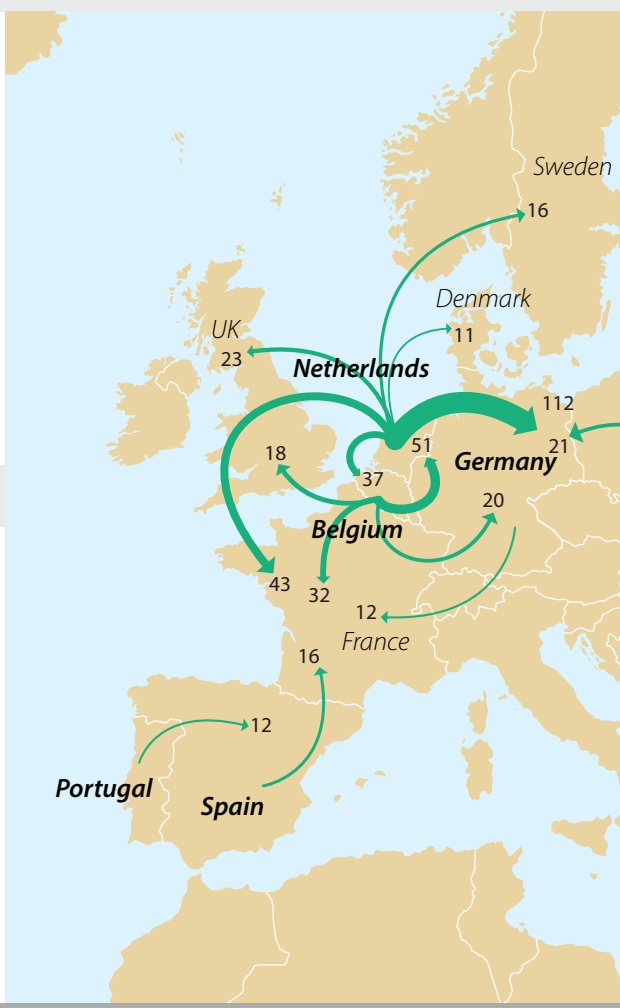 Sweden
16
Denmark
11
UK
23
Netherlands
112
21
51
Germany
18
37
20
Belgium
43
32
12
France
16
12
Portugal
Spain